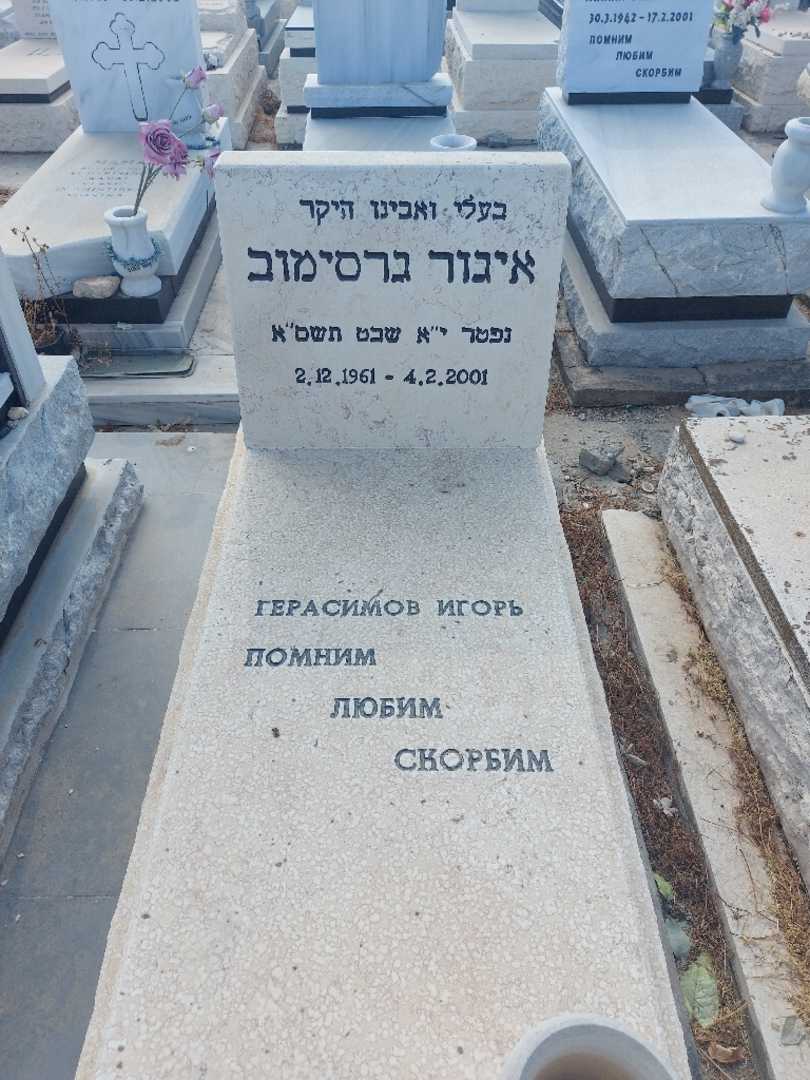 30.3.1942 - 17.2.2001
ПОМНИМ
ЛЮБИМ
СКОРБИМ
בעלי ואבינו היקר
איגור גרסימוב
נפטר י"א שבט תשס"א
2.12.1961 - 4.2.2001
ГЕРАСИМОВ ИГОРЬ
ПОМНИМ
ЛЮБИМ
СКОРБИМ